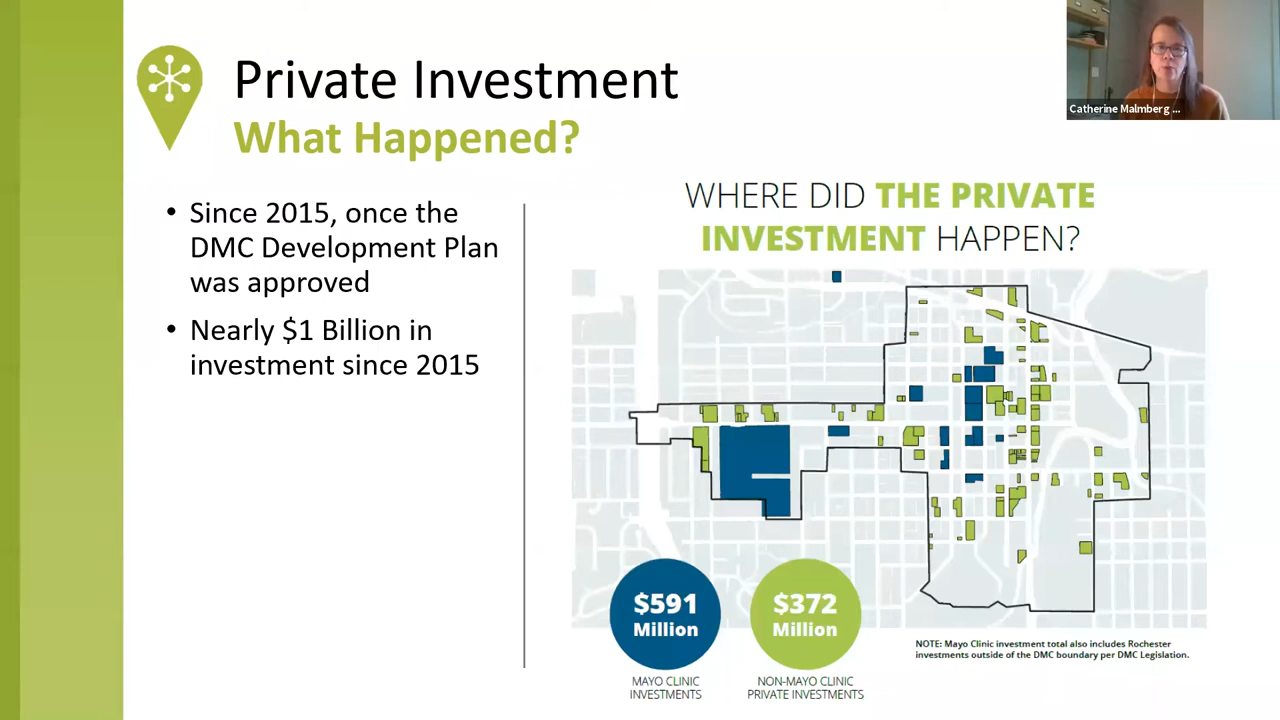 Private Investment
What Happened?
• Since 2015, once the
DMC Development Plan
was approved
• Nearly $1 Billion in
investment since 2015
WHERE DID THE PRIVATE
INVESTMENT HAPPEN?
$591
Million
MAYO CLINIC
INVESTMENTS
$372
Million
NON-MAYO CLINIC
PRIVATE INVESTMENTS
NOTE: Mayo Clinic investment total also includes Rochester
investments outside of the DMC boundary per DMC Legislation.
Catherine Malmberg ...